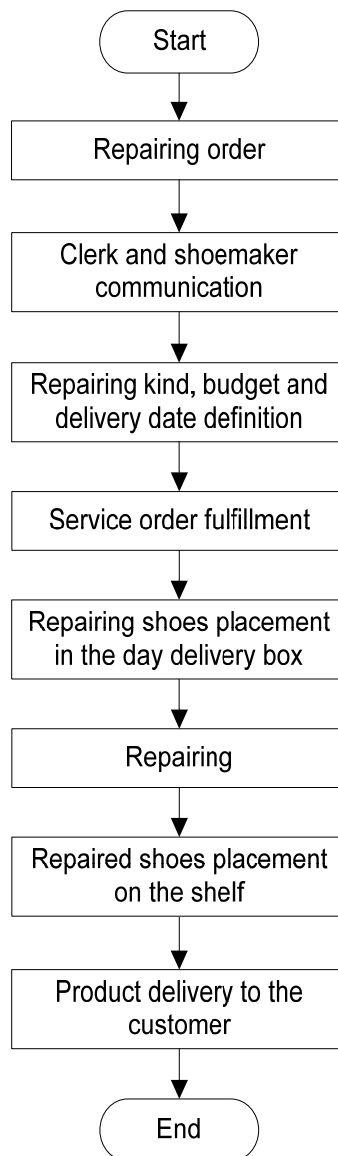 Start
Repairing order
Clerk and shoemaker
communication
Repairing kind, budget and
delivery date definition
Service order fulfillment
Repairing shoes placement
in the day delivery box
Repairing
Repaired shoes placement
on the shelf
Product delivery to the
customer
End